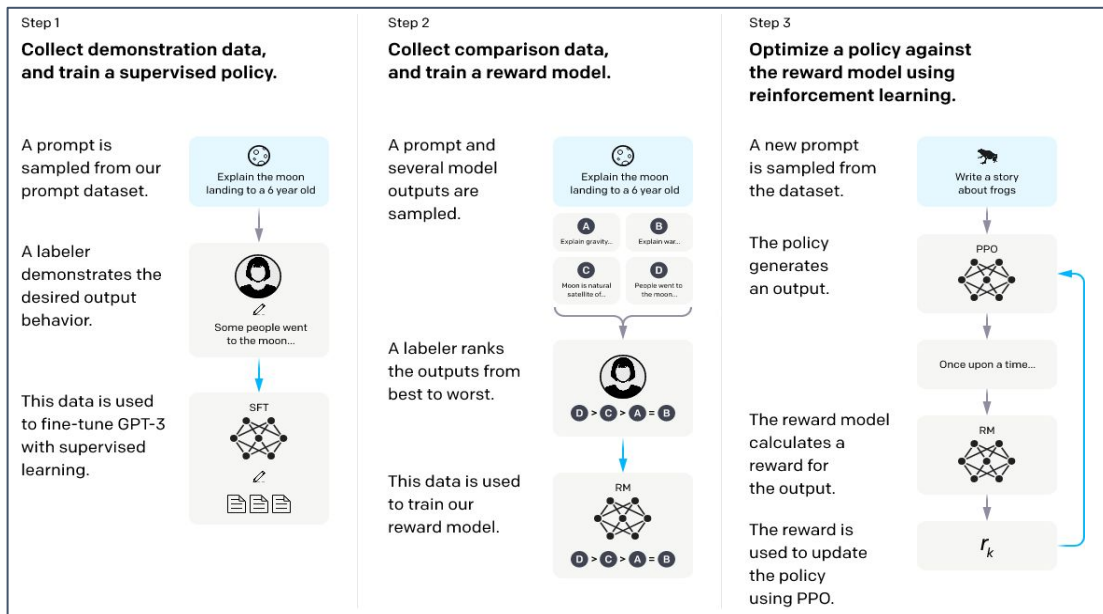 Step 1
Collect demonstration data,
and train a supervised policy.
A prompt is
sampled from our
prompt dataset.
Explain the moon
landing to a 6 year old
A labeler
demonstrates the
desired output
behavior.
Some people went
to the moon...
This data is used
to fine-tune GPT-3
with supervised
learning.
SFT
Step 2
Collect comparison data,
and train a reward model.
A prompt and
several model
outputs are
sampled.
Explain the moon
landing to a 6 year old
A
Explain gravity...
B
Explain war...
C
Moon is natural
satellite of...
D
People went to
the moon...
A labeler ranks
the outputs from
best to worst.
D > C > A = B
This data is used
to train our
reward model.
RM
D > C > A = B
Step 3
Optimize a policy against
the reward model using
reinforcement learning.
A new prompt
is sampled from
the dataset.
Write a story
about frogs
The policy
generates
an output.
PPO
Once upon a time...
The reward model
calculates a
reward for
the output.
RM
The reward is
used to update
the policy
using PPO.
r_k